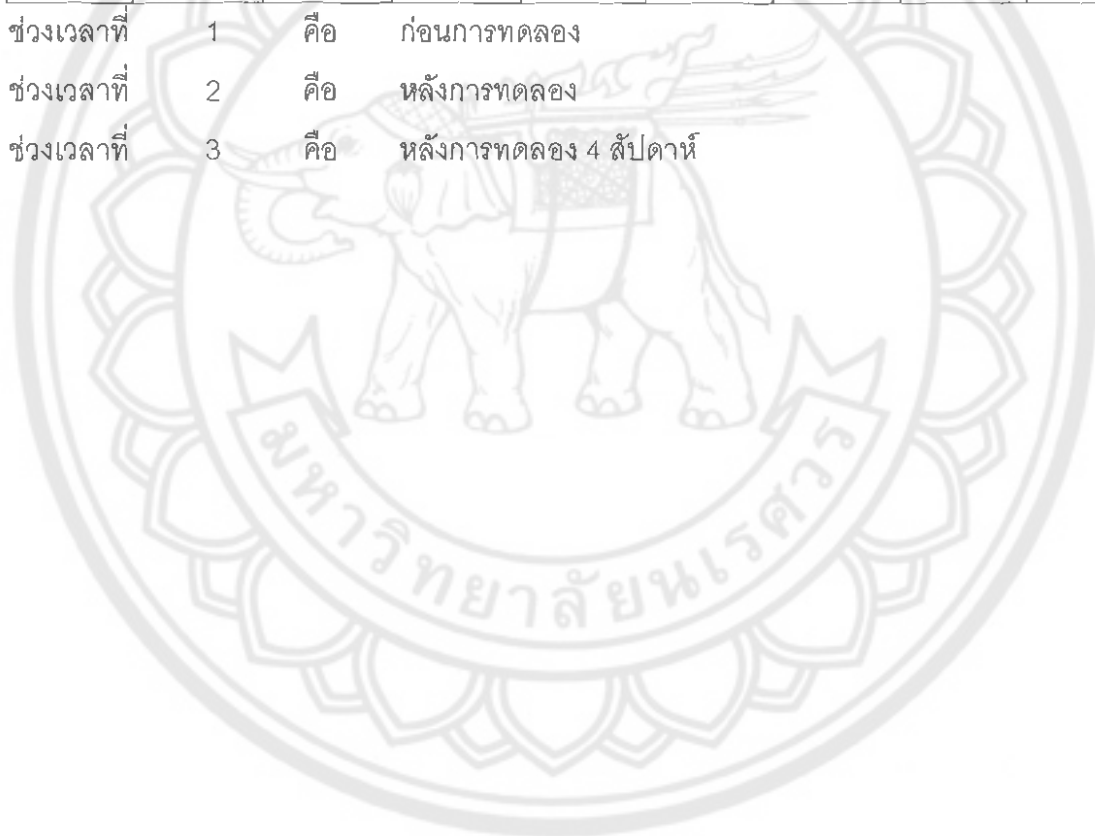 ช่วงเวลาที่ 1 คือ ก่อนการทดลอง
ช่วงเวลาที่ 2 คือ หลังการทดลอง
ช่วงเวลาที่ 3 คือ หลังการทดลอง 4 สัปดาห์
มหาวิทยาลัยนเรศวร